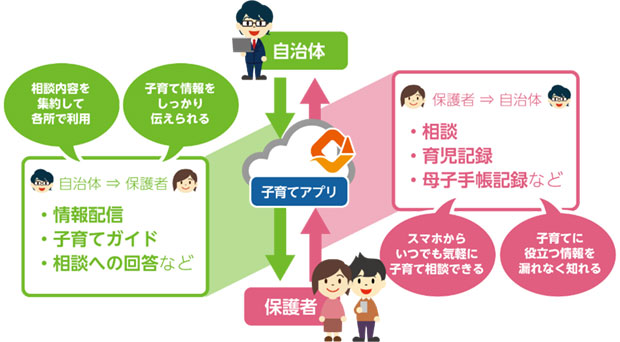 自治体
相談内容を
集約して
各所で利用
子育て情報を
しっかり
伝えられる
自治体 ⇒ 保護者
・情報配信
・子育てガイド
・相談への回答など
子育てアプリ
保護者 ⇒ 自治体
・相談
・育児記録
・母子手帳記録など
スマホから
いつでも気軽に
子育て相談できる
子育てに
役立つ情報を
漏れなく知れる
保護者